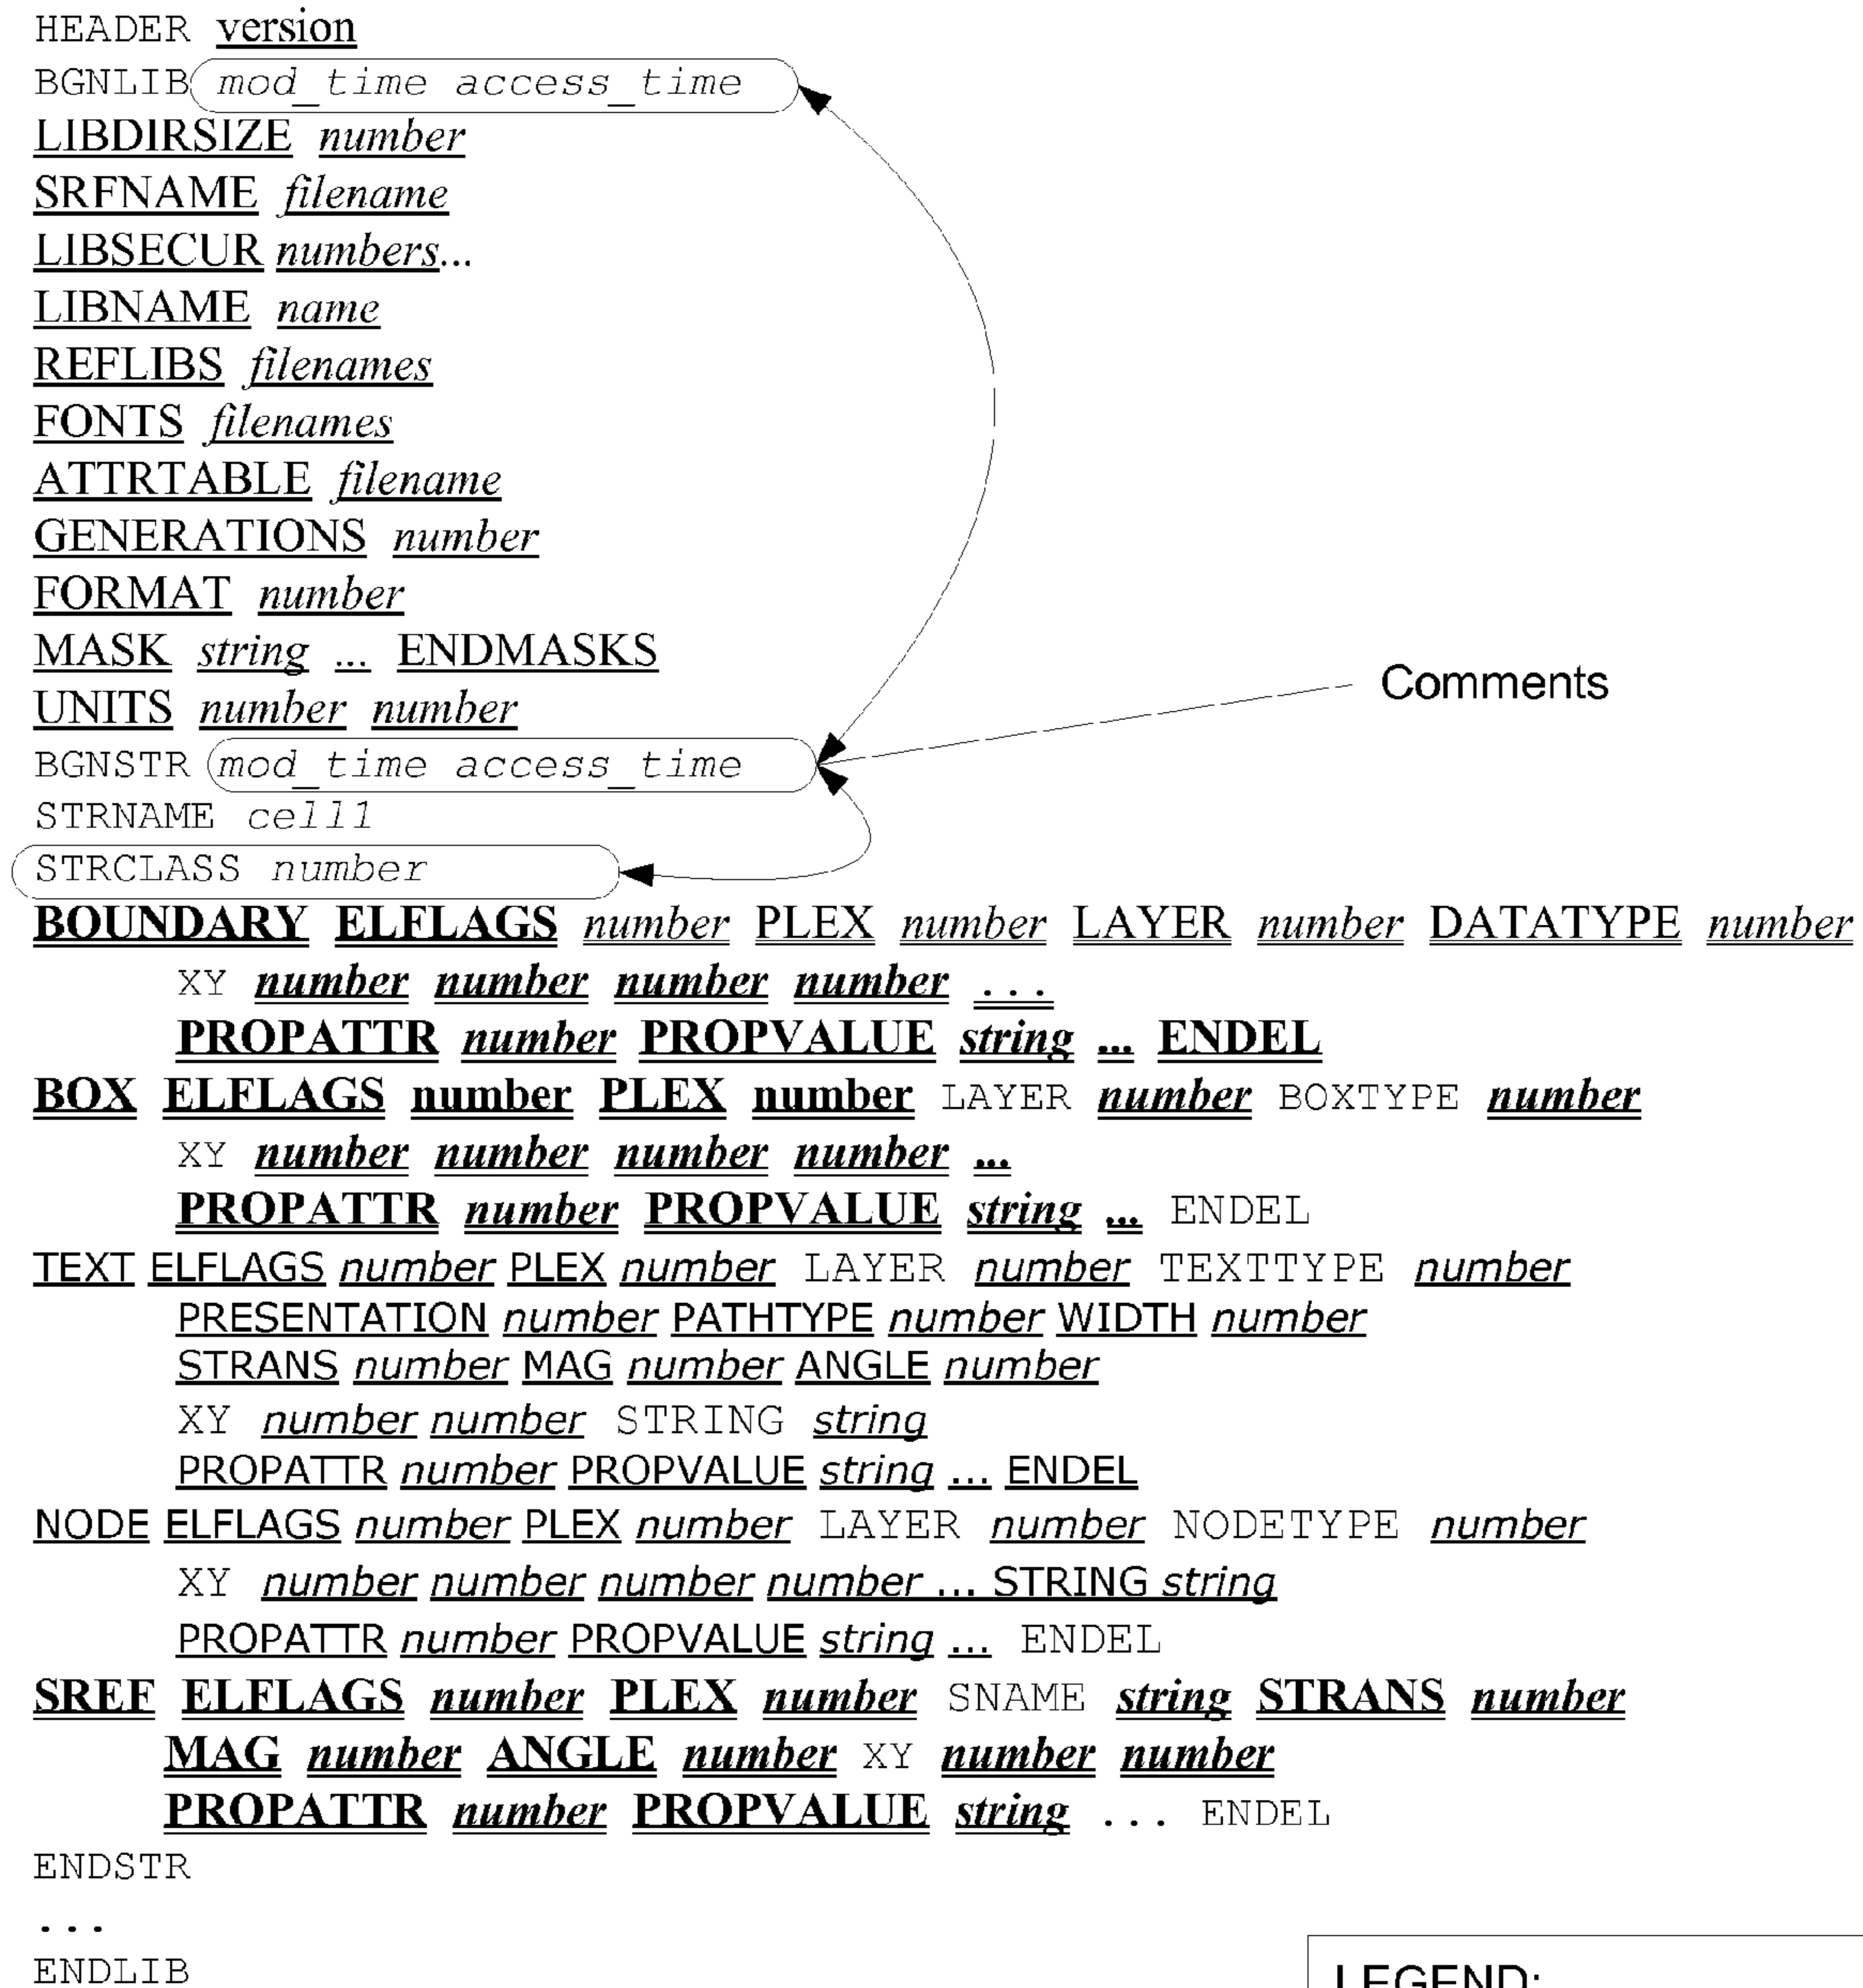 HEADER version
BGNLIB mod_time access_time
LIBDIRSIZE number
SRFNAME filename
LIBSECUR numbers...
LIBNAME name
REFLIBS filenames
FONTS filenames
ATTRTABLE filename
GENERATIONS number
FORMAT number
MASK string ... ENDMASKS
Comments
UNITS number number
BGNSTR mod_time access_time
STRNAME cell1
STRCLASS number
BOUNDARY ELFLAGS number PLEX number LAYER number DATATYPE number
XY number number number number ...
PROPATTR number PROPVALUE string ... ENDEL
BOX ELFLAGS number PLEX number LAYER number BOXTYPE number
XY number number number number ...
PROPATTR number PROPVALUE string ... ENDEL
TEXT ELFLAGS number PLEX number LAYER number TEXTTYPE number
PRESENTATION number PATHTYPE number WIDTH number
STRANS number MAG number ANGLE number
XY number number STRING string
PROPATTR number PROPVALUE string ... ENDEL
NODE ELFLAGS number PLEX number LAYER number NODETYPE number
XY number number number number ... STRING string
PROPATTR number PROPVALUE string ... ENDEL
SREF ELFLAGS number PLEX number SNAME string STRANS number
MAG number ANGLE number XY number number
PROPATTR number PROPVALUE string ... ENDEL
ENDSTR
...
ENDLIB
LEGEND: